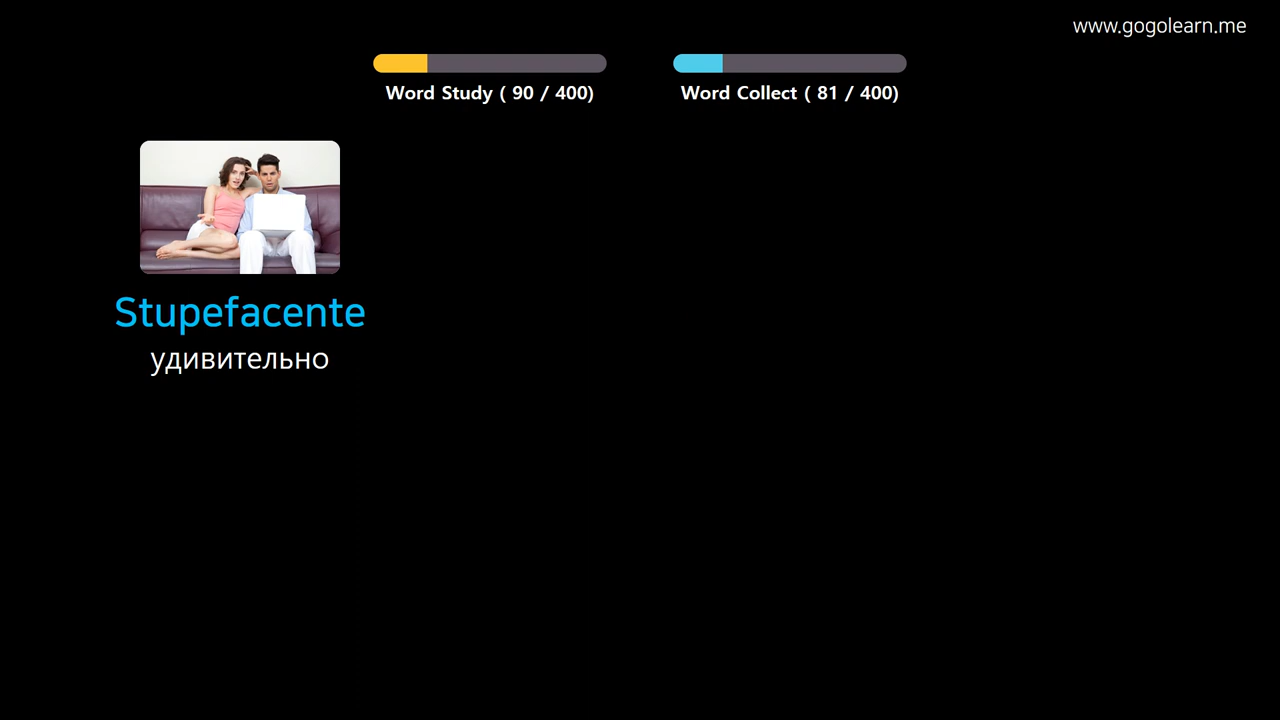 www.gogolearn.me
Word Study ( 90 / 400)
Word Collect ( 81 / 400)
Stupefacente
удивительно